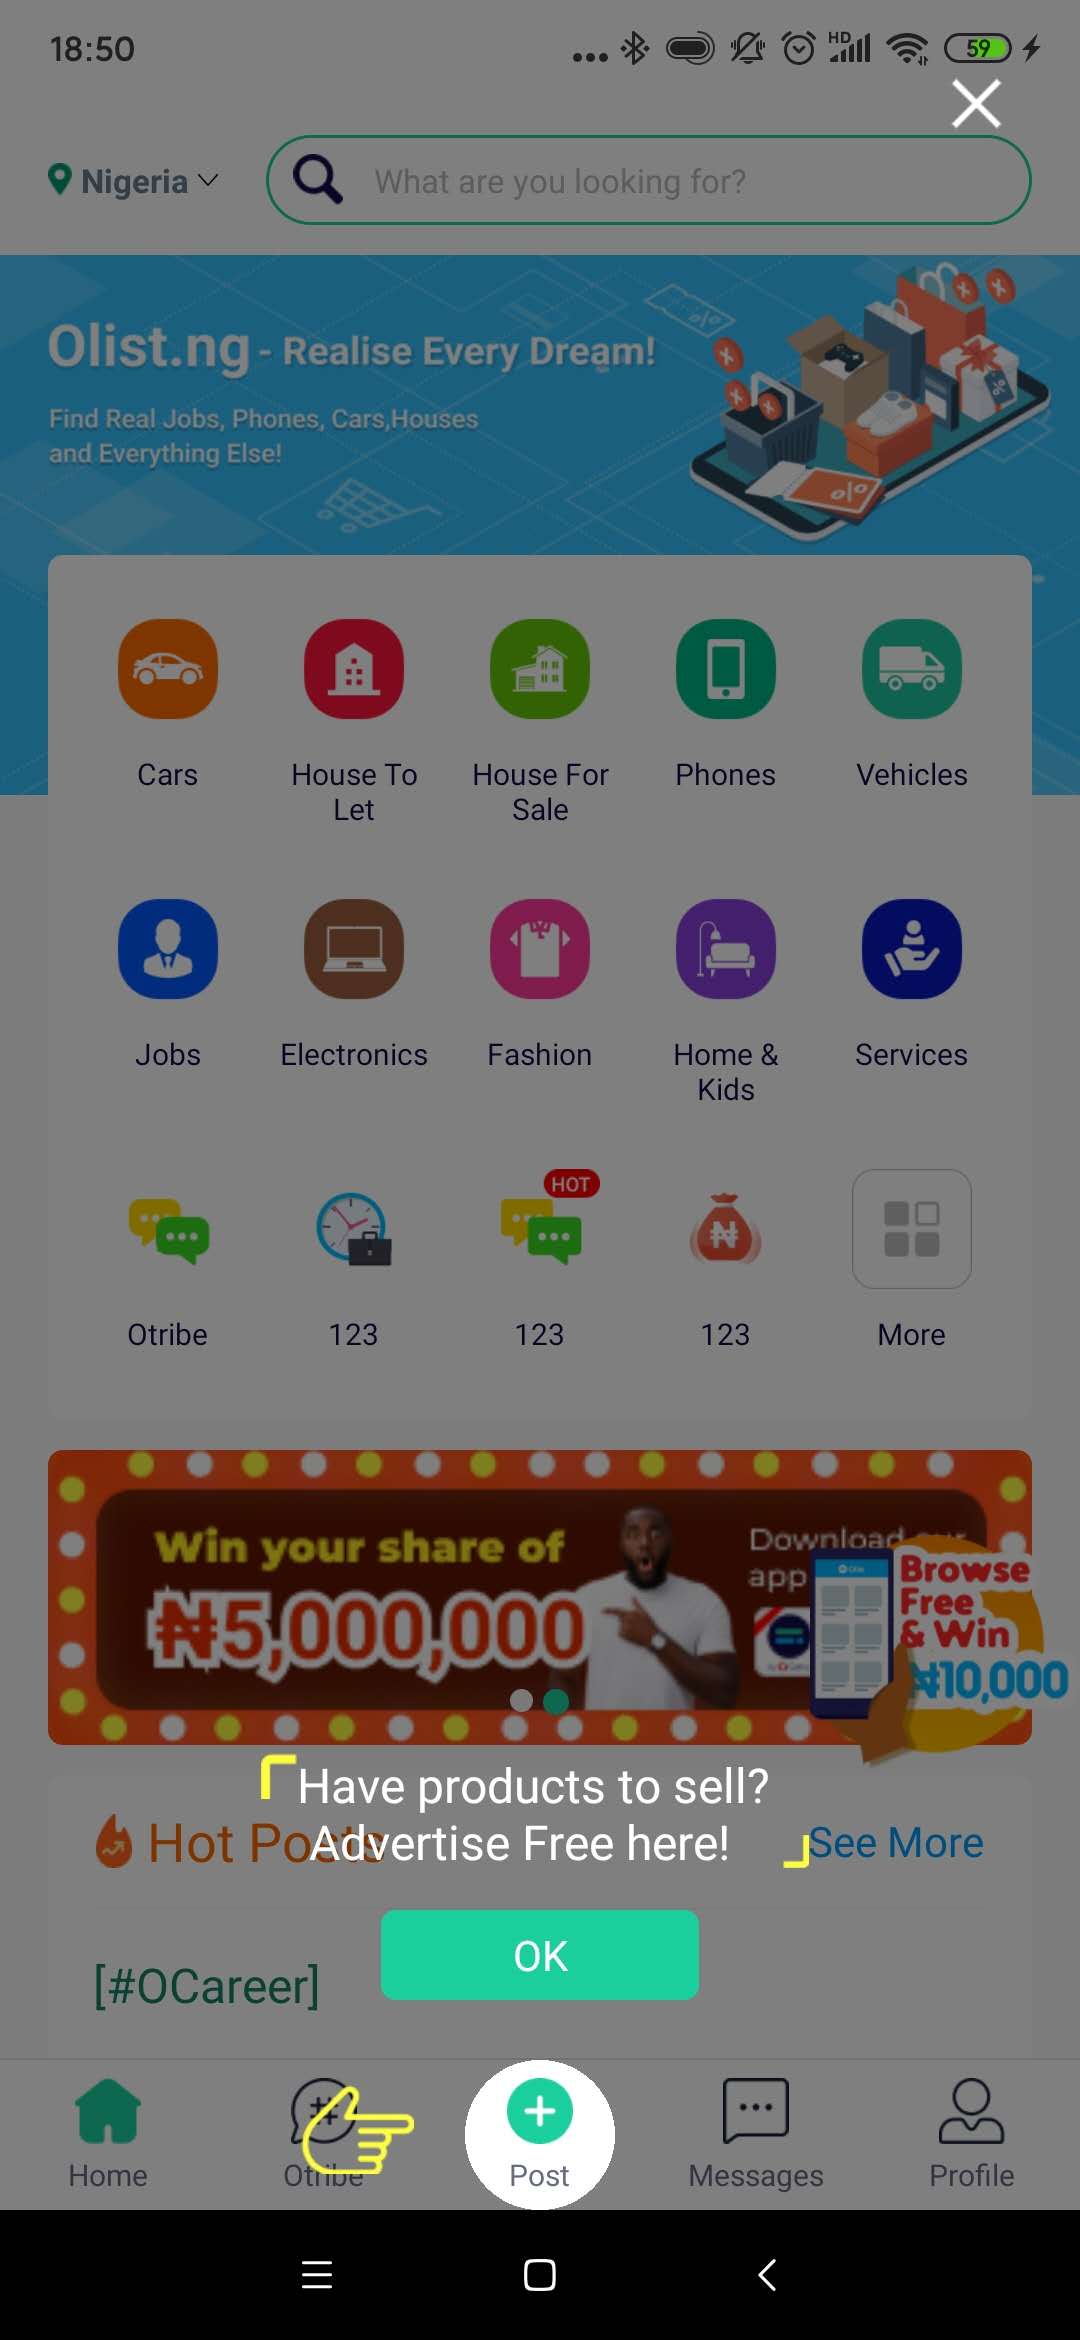 18:50
HD
59
Nigeria
What are you looking for?
Olist.ng - Realise Every Dream!
Find Real Jobs, Phones, Cars,Houses
and Everything Else!
Cars
House To
Let
House For
Sale
Phones
Vehicles
Jobs
Electronics
Fashion
Home &
Kids
Services
HOT
Otribe
123
123
123
More
Win your share of
₦5,000,000
Download our
app
Browse
Free
& Win
₦10,000
Have products to sell?
Advertise Free here!
Hot Posts
See More
OK
[#OCareer]
Home
Otribe
Post
Messages
Profile